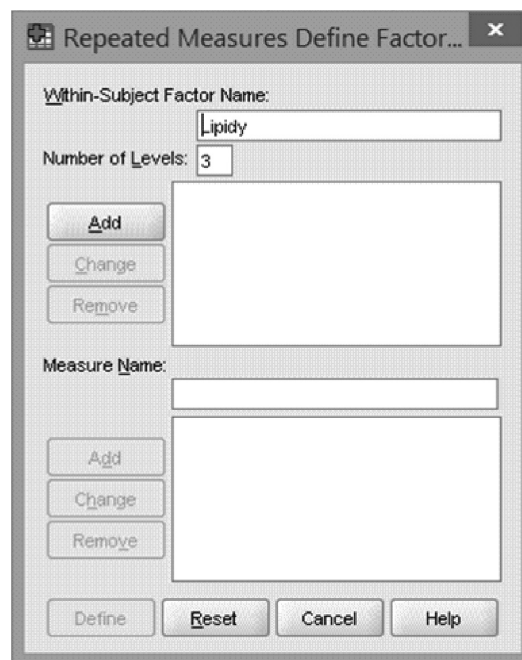 Repeated Measures Define Factor...
Within-Subject Factor Name:
Lipidy
Number of Levels: 3
Add
Change
Remove
Measure Name:
Add
Change
Remove
Define Reset Cancel Help